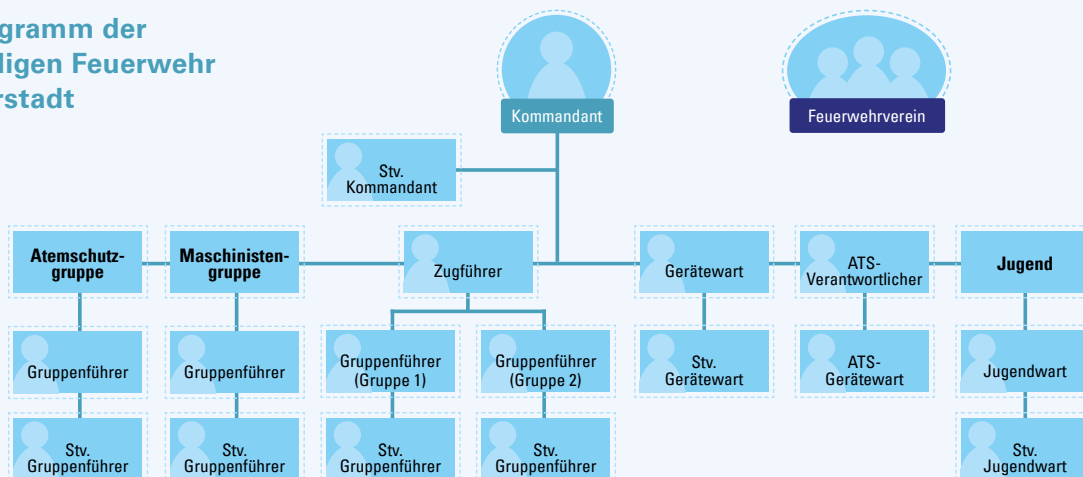 gramm der
ligen Feuerwehr
rstadt
Kommandant
Feuerwehrverein
Stv.
Kommandant
Atemschutz-
gruppe
Maschinisten-
gruppe
Zugführer
Gerätewart
ATS-
Verantwortlicher
Jugend
Gruppenführer
Gruppenführer
Gruppenführer
(Gruppe 1)
Gruppenführer
(Gruppe 2)
Stv.
Gerätewart
ATS-
Gerätewart
Jugendwart
Stv.
Gruppenführer
Stv.
Gruppenführer
Stv.
Gruppenführer
Stv.
Gruppenführer
Stv.
Jugendwart